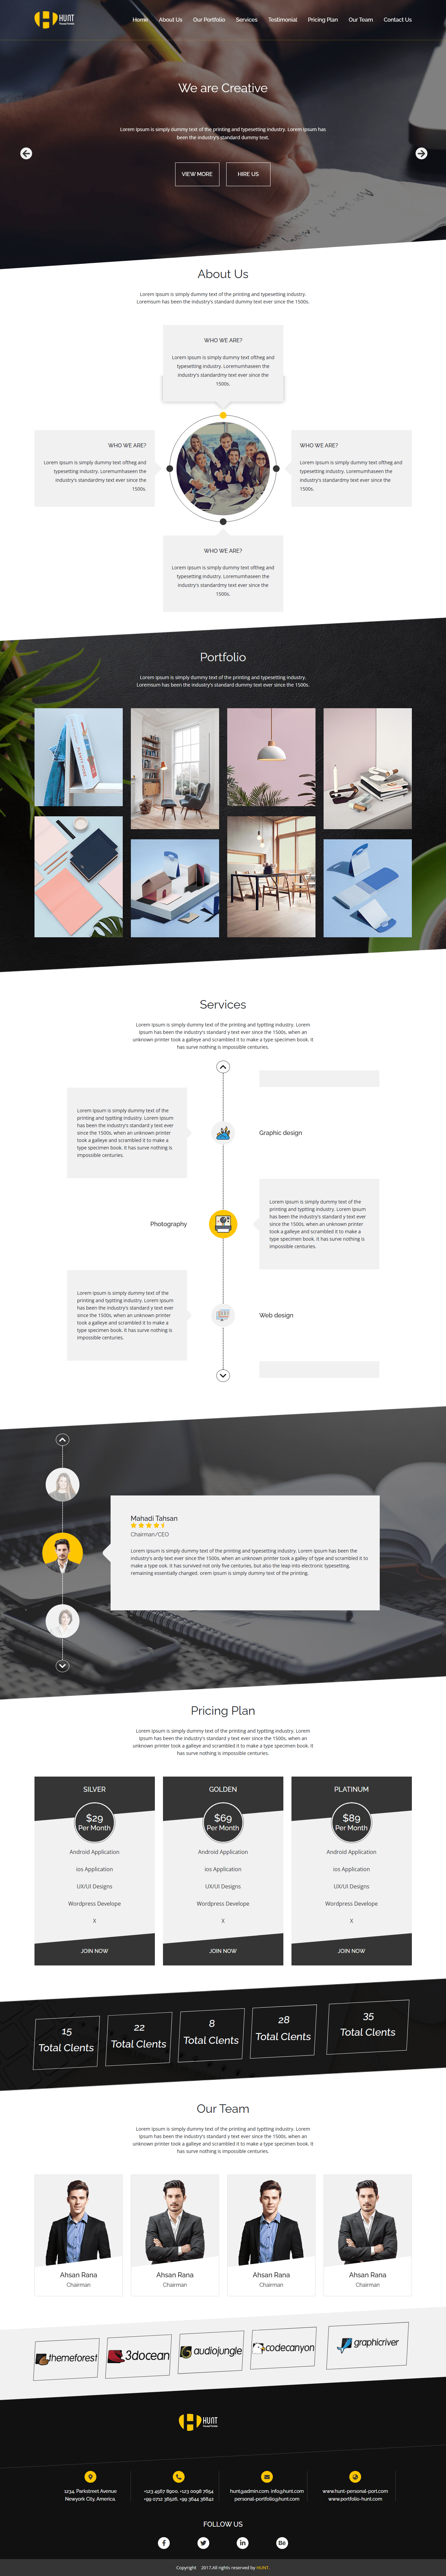 HUNT
Home About Us Our Portfolio Services Testimonial Pricing Plan Our Team Contact Us
We are Creative
Lorem Ipsum is simply dummy text of the printing and typesetting industry. Lorem Ipsum has
been the industry's standard dummy text.
VIEW MORE HIRE US
About Us
Lorem Ipsum is simply dummy text of the printing and typesetting industry.
Loremsum has been the industry's standard dummy text ever since the 1500s.
WHO WE ARE?
Lorem Ipsum is simply dummy text oftheg and
typesetting industry. Loremumhaseen the
industry's standardmy text ever since the
1500s.
WHO WE ARE?
Lorem Ipsum is simply dummy text oftheg and
typesetting industry. Loremumhaseen the
industry's standardmy text ever since the
1500s.
WHO WE ARE?
Lorem Ipsum is simply dummy text oftheg and
typesetting industry. Loremumhaseen the
industry's standardmy text ever since the
1500s.
WHO WE ARE?
Lorem Ipsum is simply dummy text oftheg and
typesetting industry. Loremumhaseen the
industry's standardmy text ever since the
1500s.
Portfolio
Lorem Ipsum is simply dummy text of the printing and typesetting industry.
Loremsum has been the industry's standard dummy text ever since the 1500s.
Services
Lorem Ipsum is simply dummy text of the printing and typtting industry. Lorem
Ipsum has been the industry's standard dummy text ever since the 1500s, when an
unknown printer took a galleye and scrambled it to make a type specimen book. It
has surve nothing is impossible centuries.
Lorem Ipsum is simply dummy text of the
printing and typtting industry. Lorem Ipsum
has been the industry's standard y text ever
since the 1500s, when an unknown printer
took a galleye and scrambled it to make a
type specimen book. It has surve nothing is
impossible centuries.
Graphic design
Photography
Lorem Ipsum is simply dummy text of the
printing and typtting industry. Lorem Ipsum
has been the industry's standard y text ever
since the 1500s, when an unknown printer
took a galleye and scrambled it to make a
type specimen book. It has surve nothing is
impossible centuries.
Lorem Ipsum is simply dummy text of the
printing and typtting industry. Lorem Ipsum
has been the industry's standard y text ever
since the 1500s, when an unknown printer
took a galleye and scrambled it to make a
type specimen book. It has surve nothing is
impossible centuries.
Web design
Mahadi Tahsan
Chairman/CEO
Lorem Ipsum is simply dummy text of the printing and typesetting industry. Lorem Ipsum has been the
industry's ardy text ever since the 1500s, when an unknown printer took a galley of type and scrambled it to
make a type ook. It has survived not only five centuries, but also the leap into electronic typesetting,
remaining essentially changed. orem Ipsum is simply dummy text of the printing.
Pricing Plan
Lorem Ipsum is simply dummy text of the printing and typtting industry. Lorem
Ipsum has been the industry's standard dummy text ever since the 1500s, when an
unknown printer took a galleye and scrambled it to make a type specimen book. It
has surve nothing is impossible centuries.
SILVER GOLDEN PLATINUM
$29 $69 $89
Per Month Per Month Per Month
Android Application Android Application Android Application
ios Application ios Application ios Application
UX/UI Designs UX/UI Designs UX/UI Designs
Wordpress Develope Wordpress Develope Wordpress Develope
X X X
JOIN NOW JOIN NOW JOIN NOW
15 22 8 28 35
Total Clents Total Clents Total Clents Total Clents Total Clents
Our Team
Lorem Ipsum is simply dummy text of the printing and typtting industry. Lorem
Ipsum has been the industry's standard dummy text ever since the 1500s, when an
unknown printer took a galleye and scrambled it to make a type specimen book. It
has surve nothing is impossible centuries.
Ahsan Rana Ahsan Rana Ahsan Rana Ahsan Rana
Chairman Chairman Chairman Chairman
themeforest 3docean audiojungle codecanyon graphicriver
HUNT
1234, Parkstreet Avenue +123 4567 8900, +123 0098 7654 hunt@admin.com, info@hunt.com www.hunt-personal-port.com
Newyork City, America. +99 0712 36526, +99 3644 36842 personal-portfolio@hunt.com www.portfolio-hunt.com
FOLLOW US
Copyright 2017.All rights reserved by HUNT.